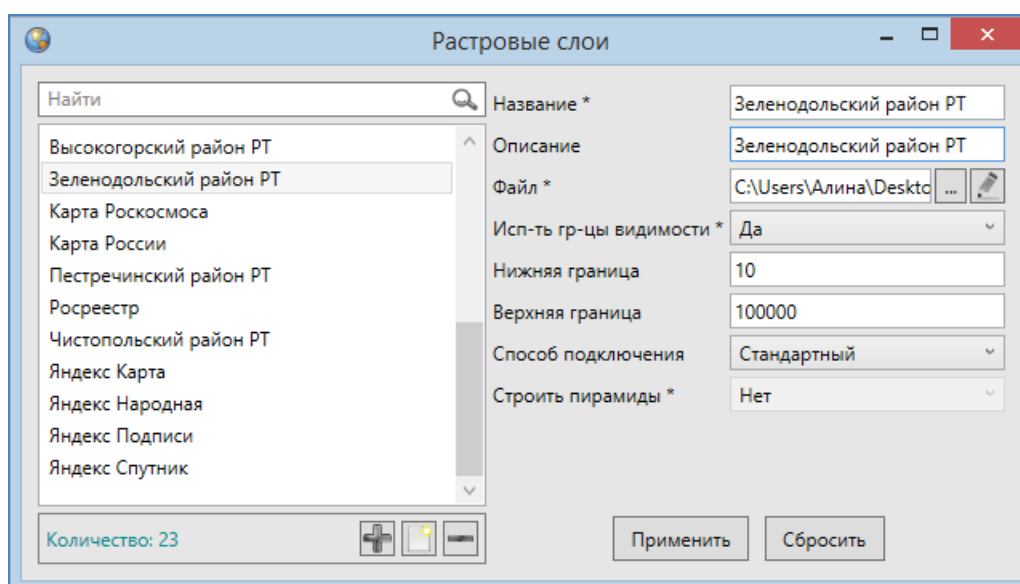 Растровые слои
Найти
Высокогорский район РТ
Зеленодольский район РТ
Карта Роскосмоса
Карта России
Пестречинский район РТ
Росреестр
Чистопольский район РТ
Яндекс Карта
Яндекс Народная
Яндекс Подписи
Яндекс Спутник
Количество: 23
Название * Зеленодольский район РТ
Описание Зеленодольский район РТ
Файл * C:\Users\Алина\Deskto ...
Исп-ть гр-цы видимости * Да
Нижняя граница 10
Верхняя граница 100000
Способ подключения Стандартный
Строить пирамиды * Нет
Применить Сбросить